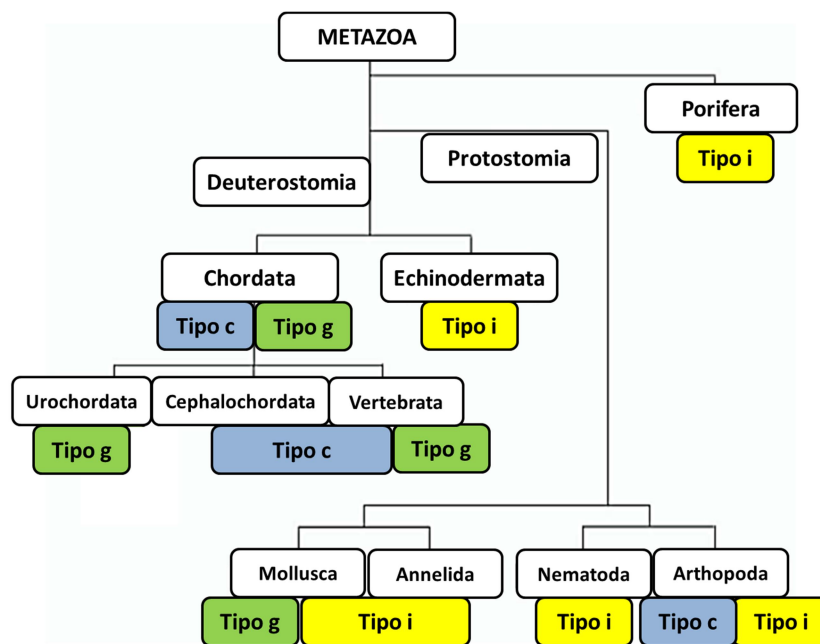 METAZOA
Porifera
Tipo i
Protostomia
Deuterostomia
Chordata
Echinodermata
Tipo c
Tipo g
Tipo i
Urochordata
Cephalochordata
Vertebrata
Tipo g
Tipo c
Tipo g
Mollusca
Annelida
Nematoda
Arthopoda
Tipo g
Tipo i
Tipo i
Tipo c
Tipo i